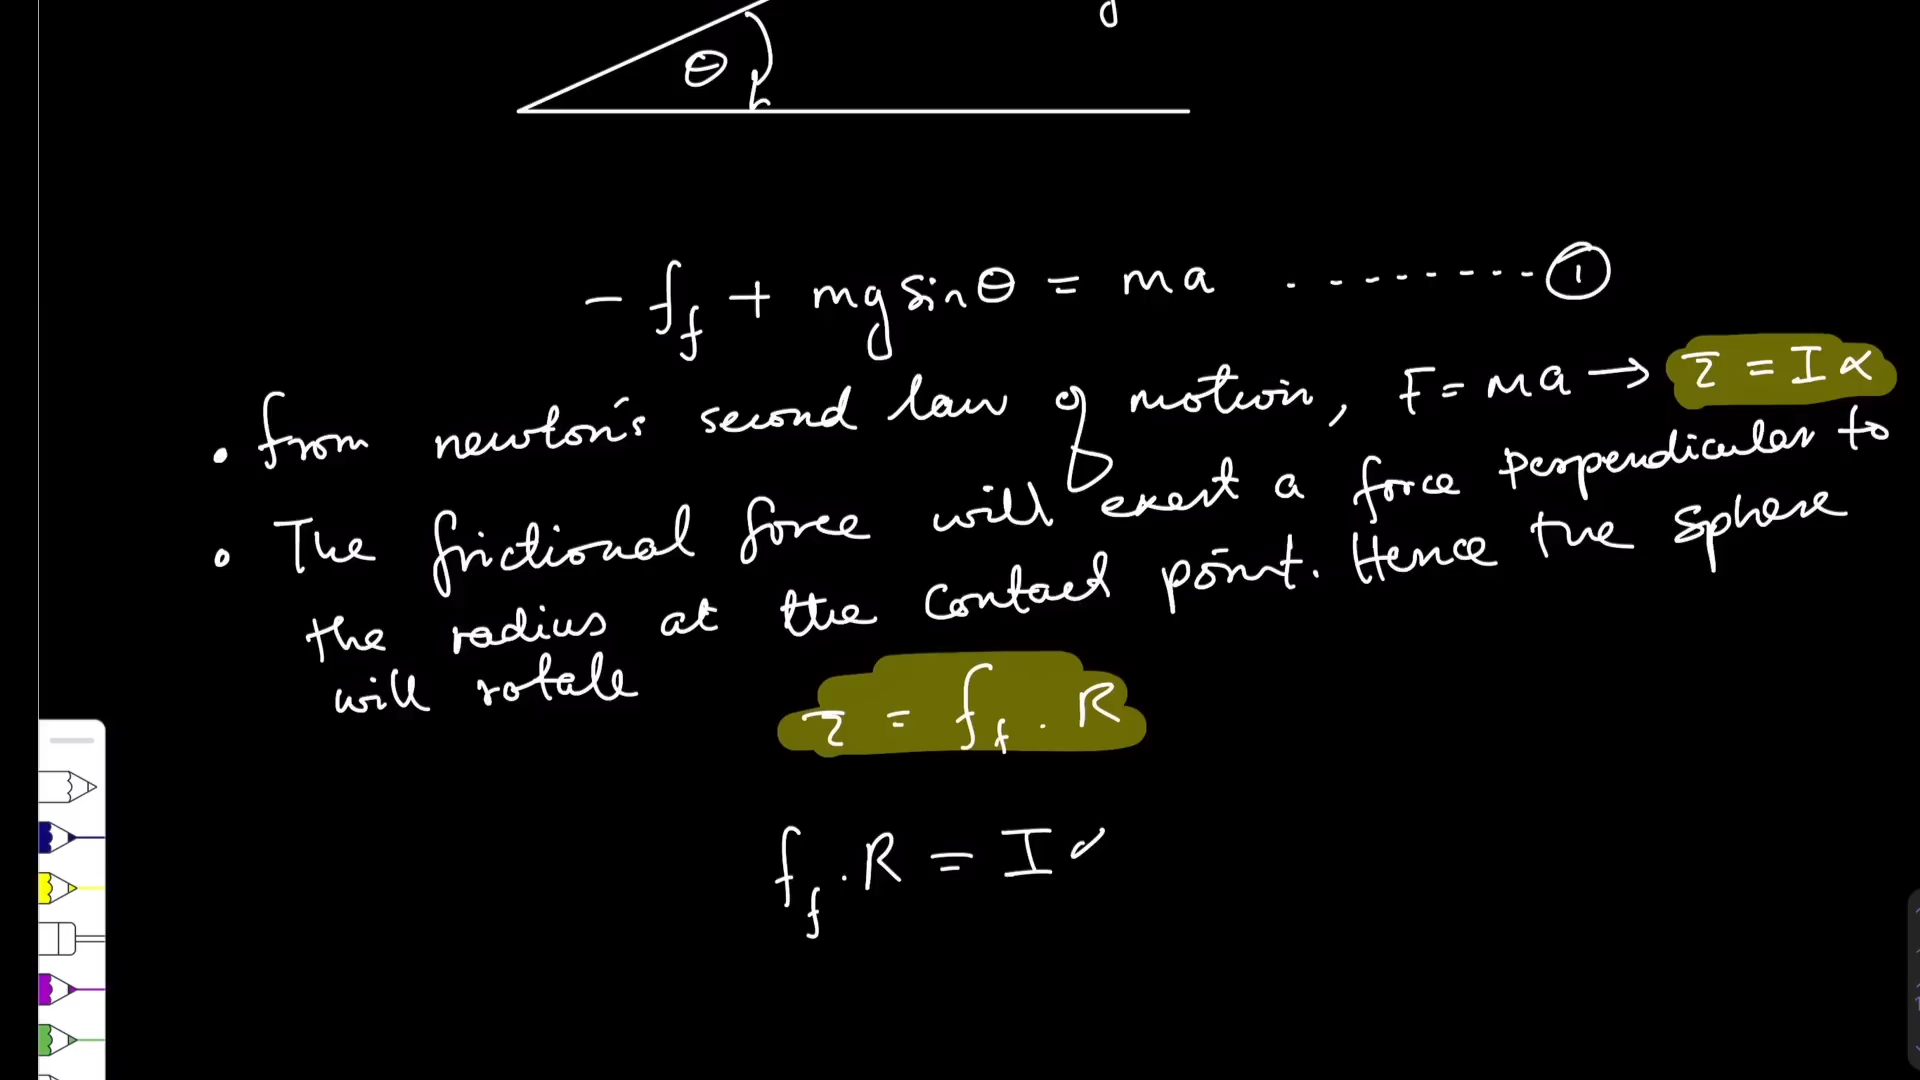 θ
- f_f + mg sinθ = ma ........ ①
• from newton's second law of motion, F = ma → τ = Iα
• The frictional force will exert a force perpendicular to
the radius at the contact point. Hence the sphere
will rotate
τ = f_f . R
f_f . R = Iα